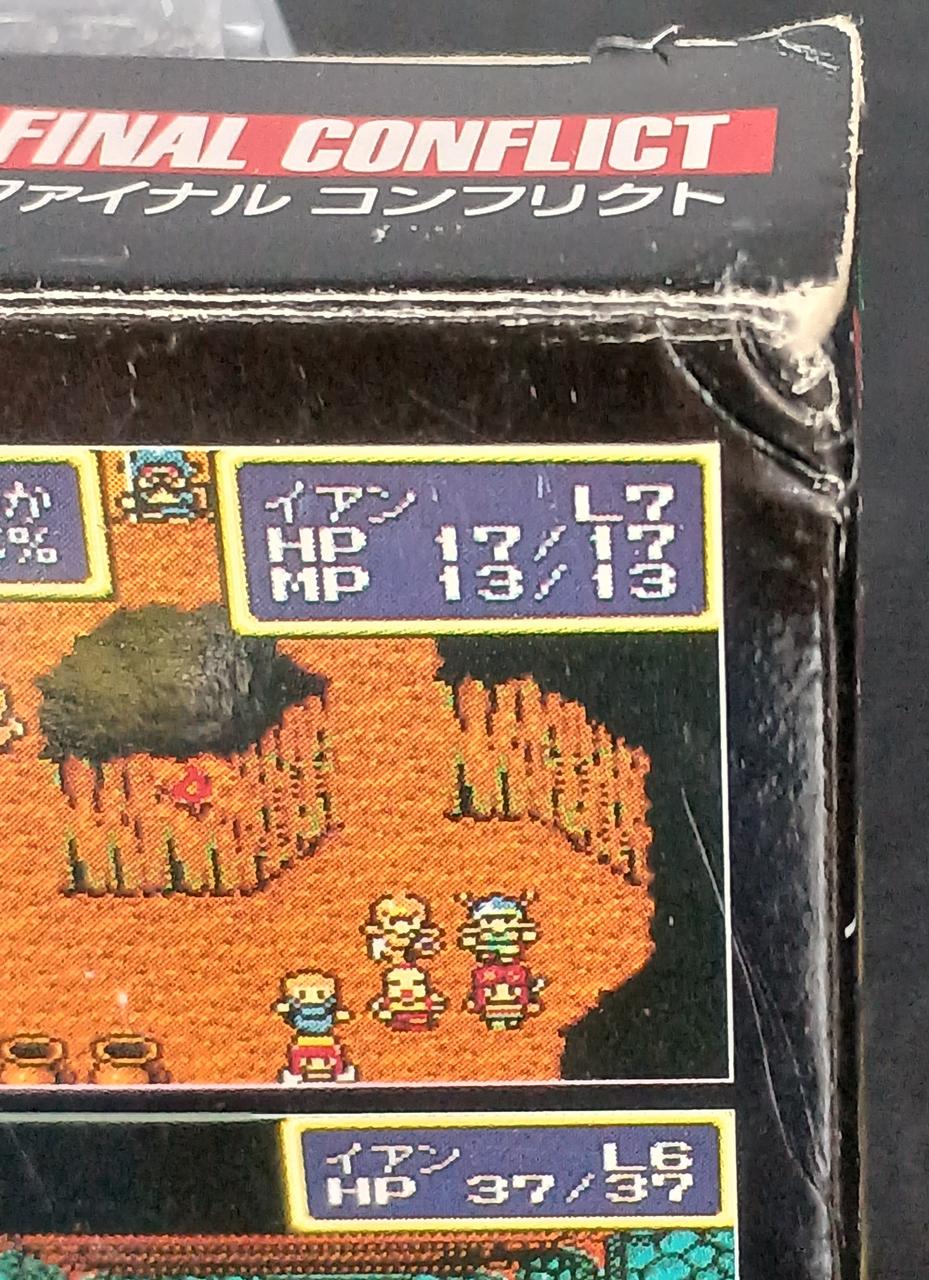 FINAL CONFLICT
ファイナル コンフリクト
か
%
イアン L7
HP 17/17
MP 13/13
イアン L6
HP 37/37